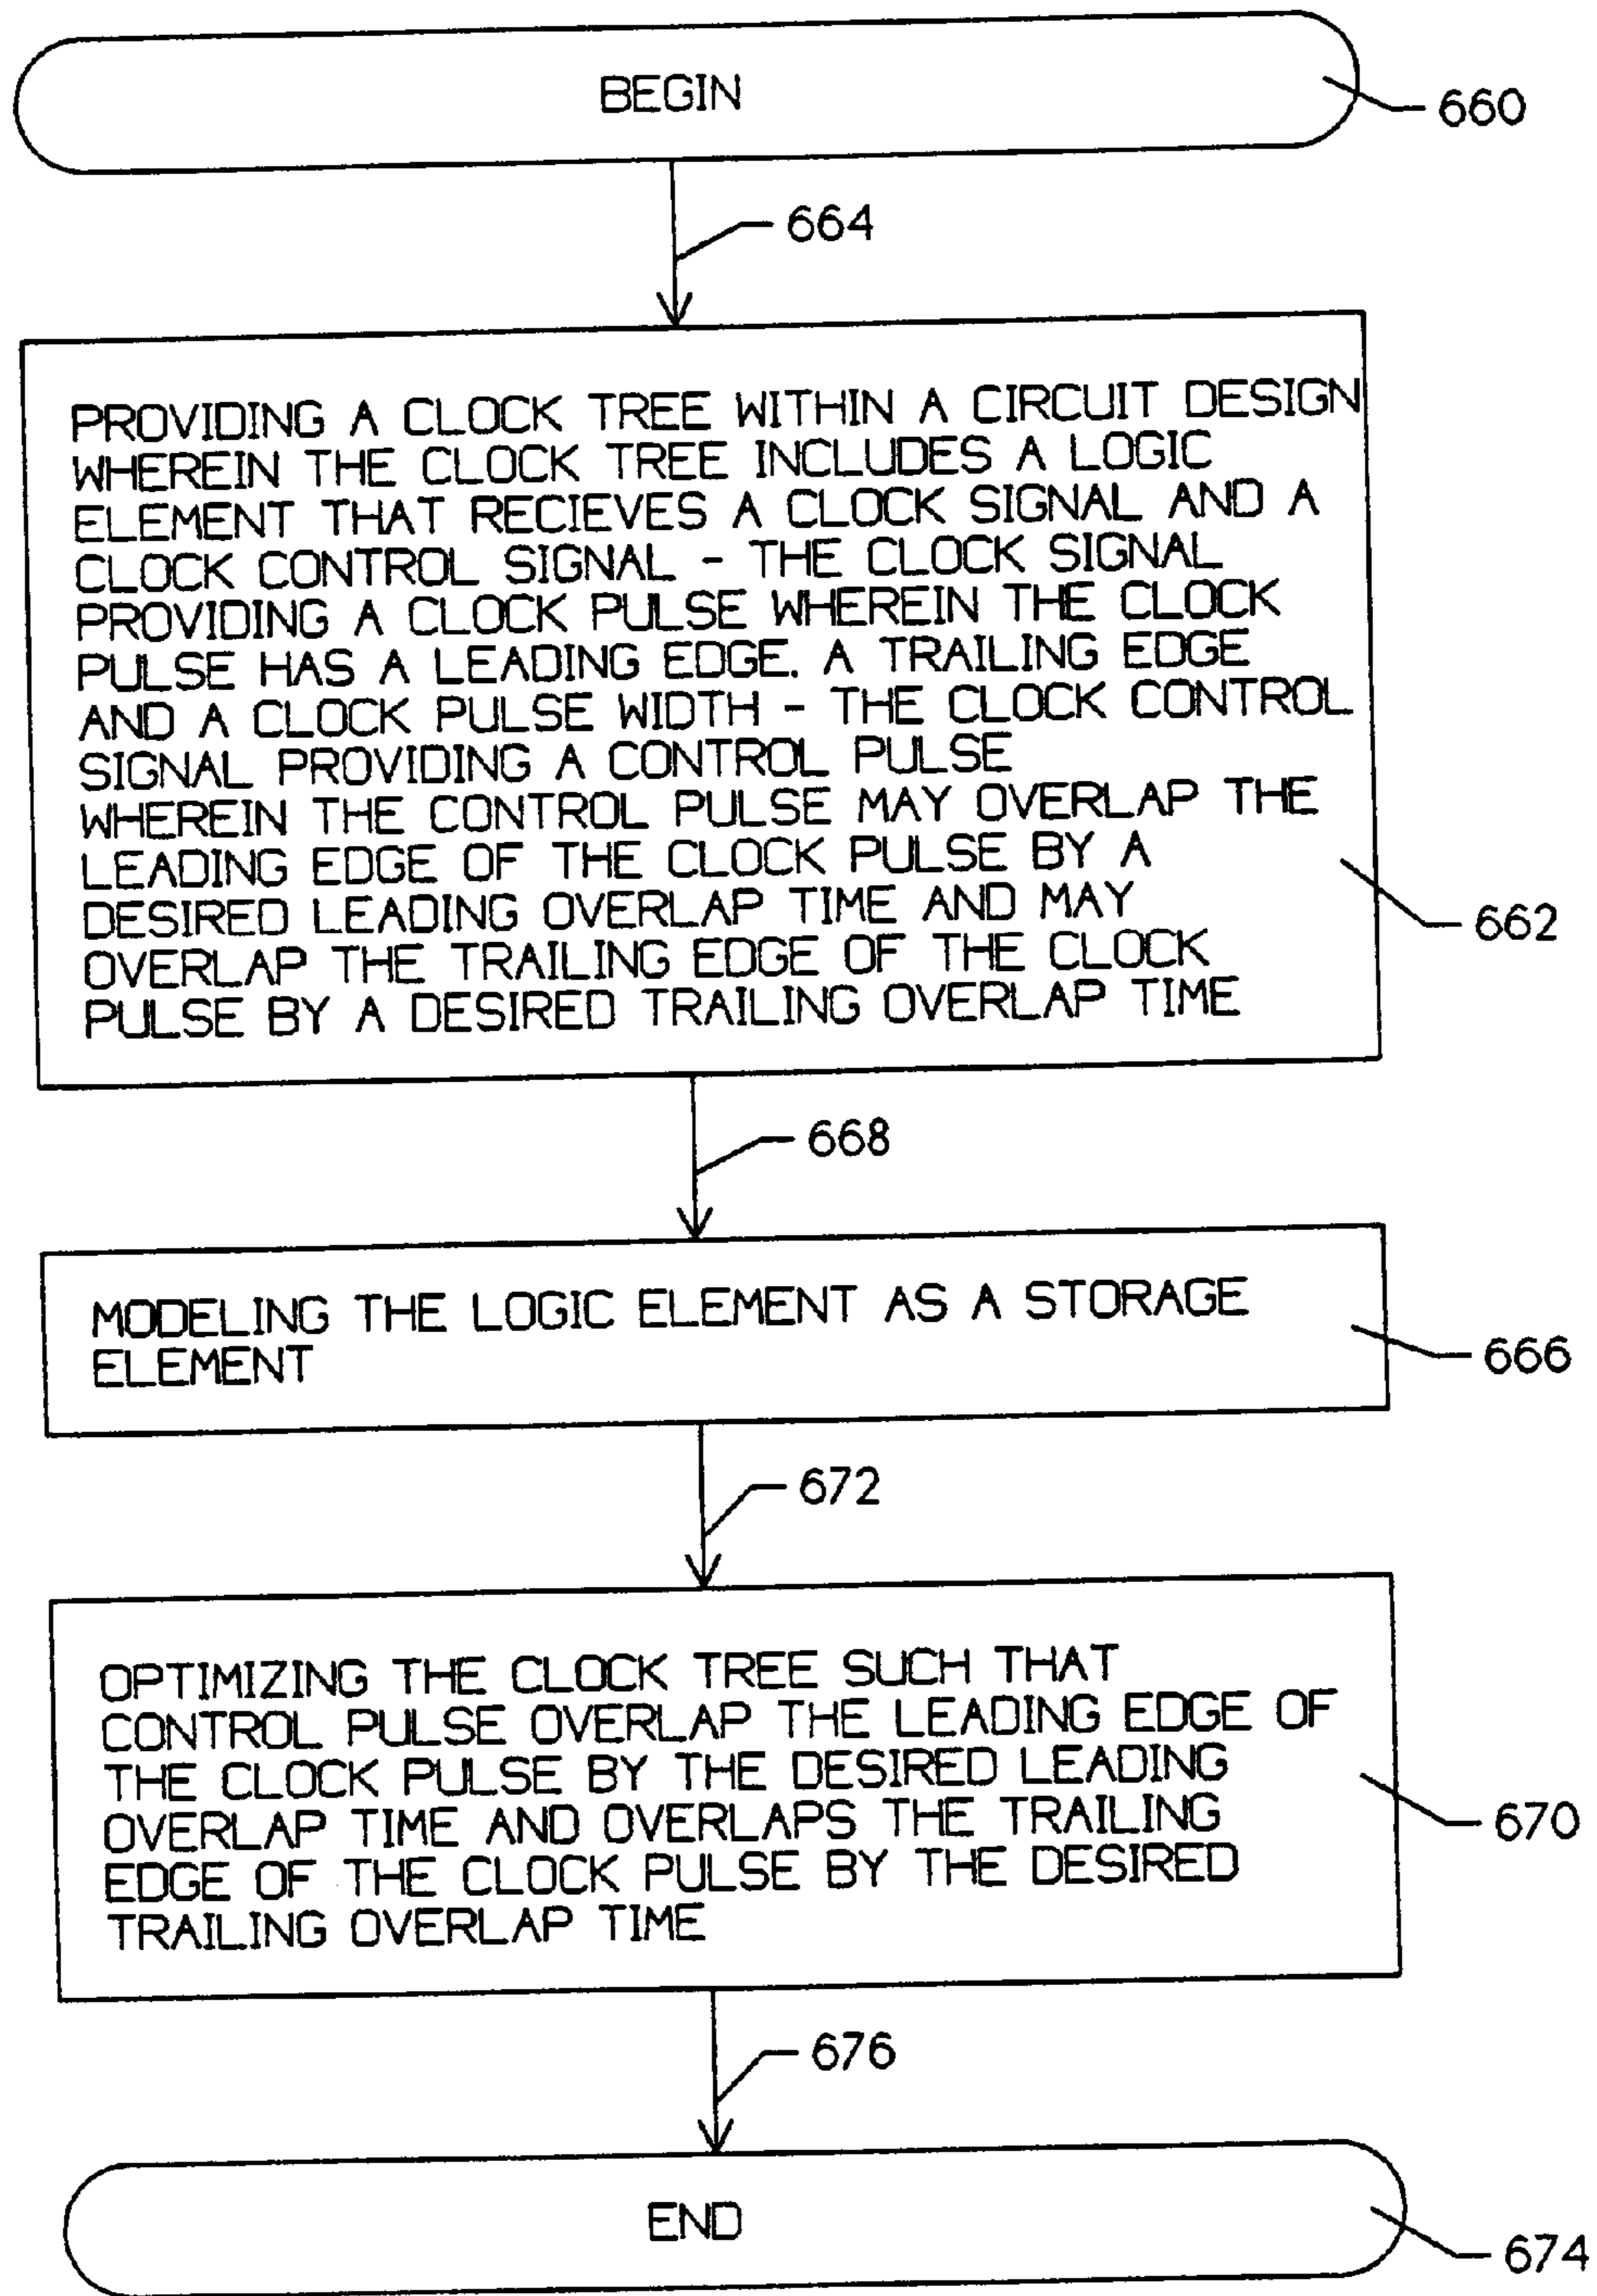 BEGIN
660
664
PROVIDING A CLOCK TREE WITHIN A CIRCUIT DESIGN
WHEREIN THE CLOCK TREE INCLUDES A LOGIC
ELEMENT THAT RECIEVES A CLOCK SIGNAL AND A
CLOCK CONTROL SIGNAL - THE CLOCK SIGNAL
PROVIDING A CLOCK PULSE WHEREIN THE CLOCK
PULSE HAS A LEADING EDGE. A TRAILING EDGE
AND A CLOCK PULSE WIDTH - THE CLOCK CONTROL
SIGNAL PROVIDING A CONTROL PULSE
WHEREIN THE CONTROL PULSE MAY OVERLAP THE
LEADING EDGE OF THE CLOCK PULSE BY A
DESIRED LEADING OVERLAP TIME AND MAY
OVERLAP THE TRAILING EDGE OF THE CLOCK
PULSE BY A DESIRED TRAILING OVERLAP TIME
662
668
MODELING THE LOGIC ELEMENT AS A STORAGE
ELEMENT
666
672
OPTIMIZING THE CLOCK TREE SUCH THAT
CONTROL PULSE OVERLAP THE LEADING EDGE OF
THE CLOCK PULSE BY THE DESIRED LEADING
OVERLAP TIME AND OVERLAPS THE TRAILING
EDGE OF THE CLOCK PULSE BY THE DESIRED
TRAILING OVERLAP TIME
670
676
END
674